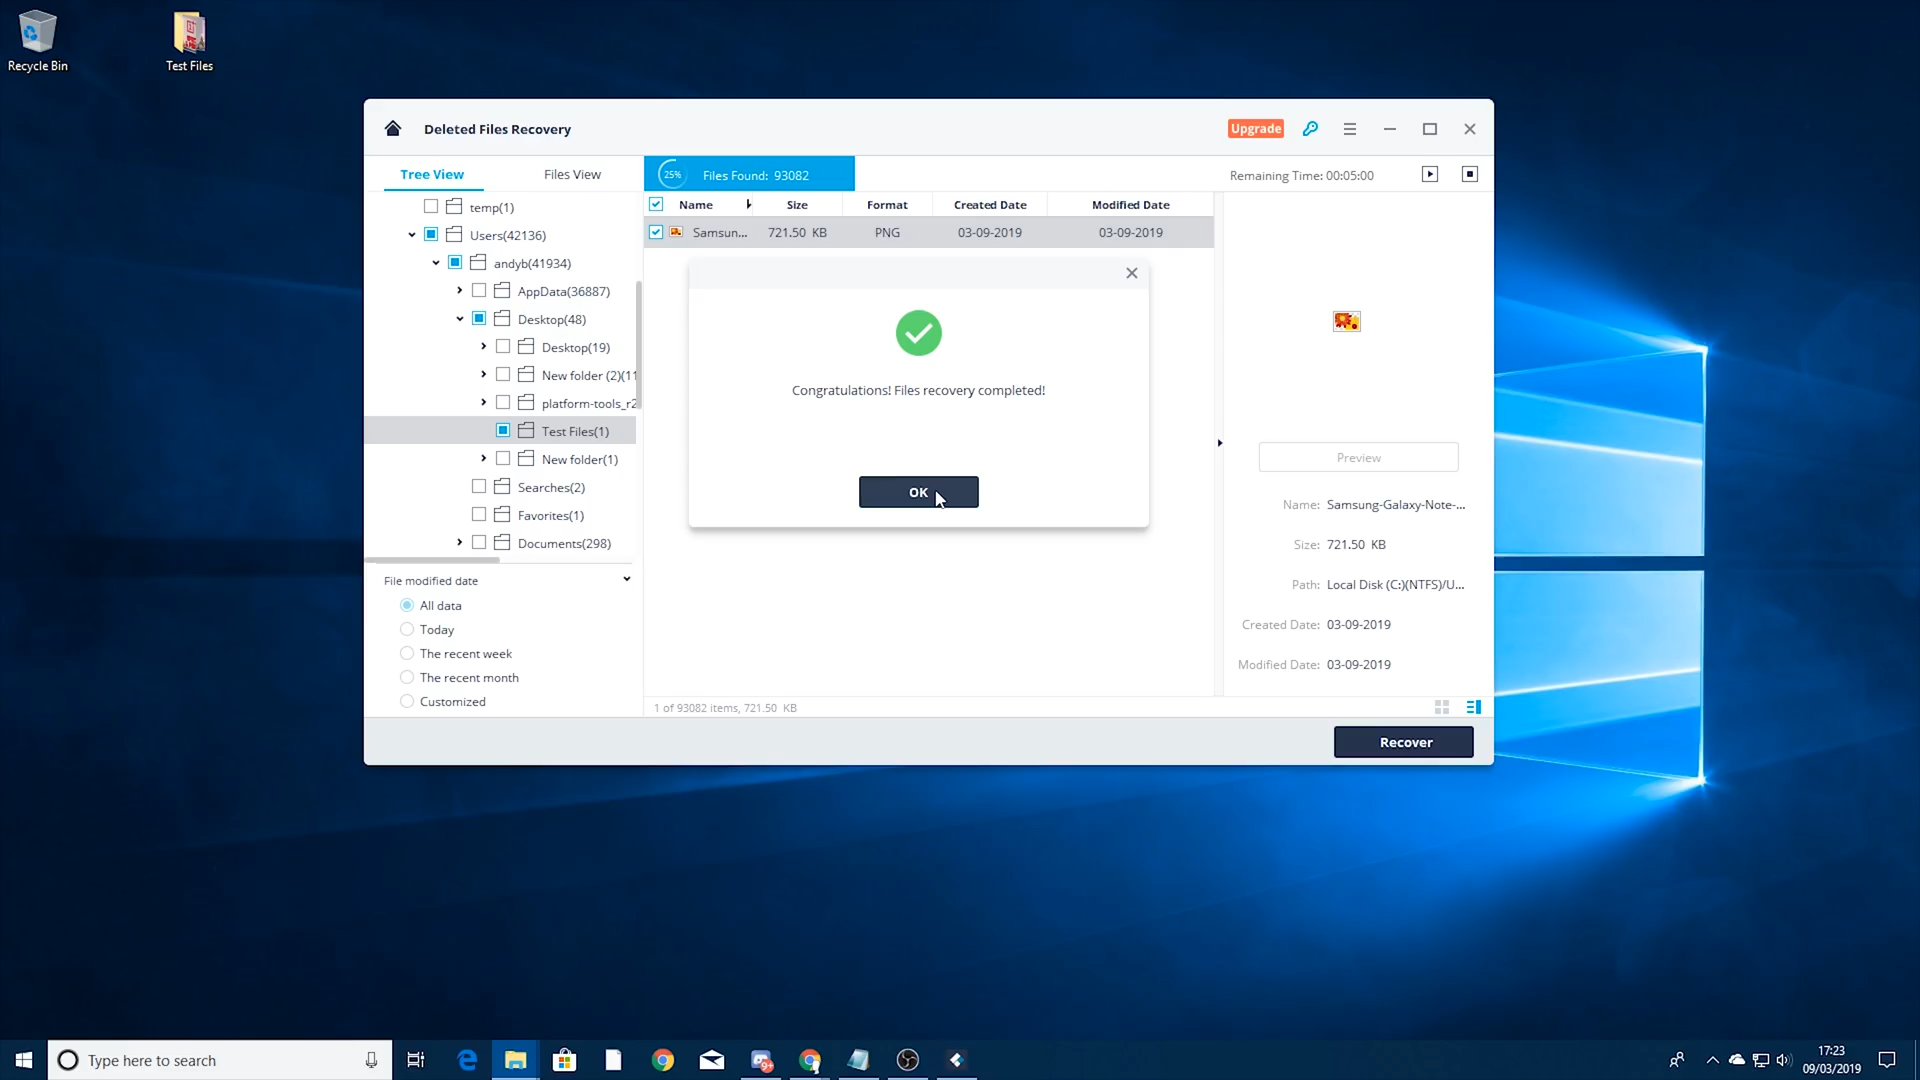 Recycle Bin
Test Files
Deleted Files Recovery
Upgrade
Tree View
Files View
25%
Files Found: 93082
Remaining Time: 00:05:00
temp(1)
Users(42136)
andyb(41934)
AppData(36887)
Desktop(48)
Desktop(19)
New folder (2)(11
platform-tools_r2
Test Files(1)
New folder(1)
Searches(2)
Favorites(1)
Documents(298)
Name Size Format Created Date Modified Date
Samsun... 721.50 KB PNG 03-09-2019 03-09-2019
Congratulations! Files recovery completed!
OK
Preview
Name: Samsung-Galaxy-Note-...
Size: 721.50 KB
Path: Local Disk (C:)(NTFS)/U...
Created Date: 03-09-2019
Modified Date: 03-09-2019
File modified date
All data
Today
The recent week
The recent month
Customized
1 of 93082 items, 721.50 KB
Recover
Type here to search
9+
17:23
09/03/2019